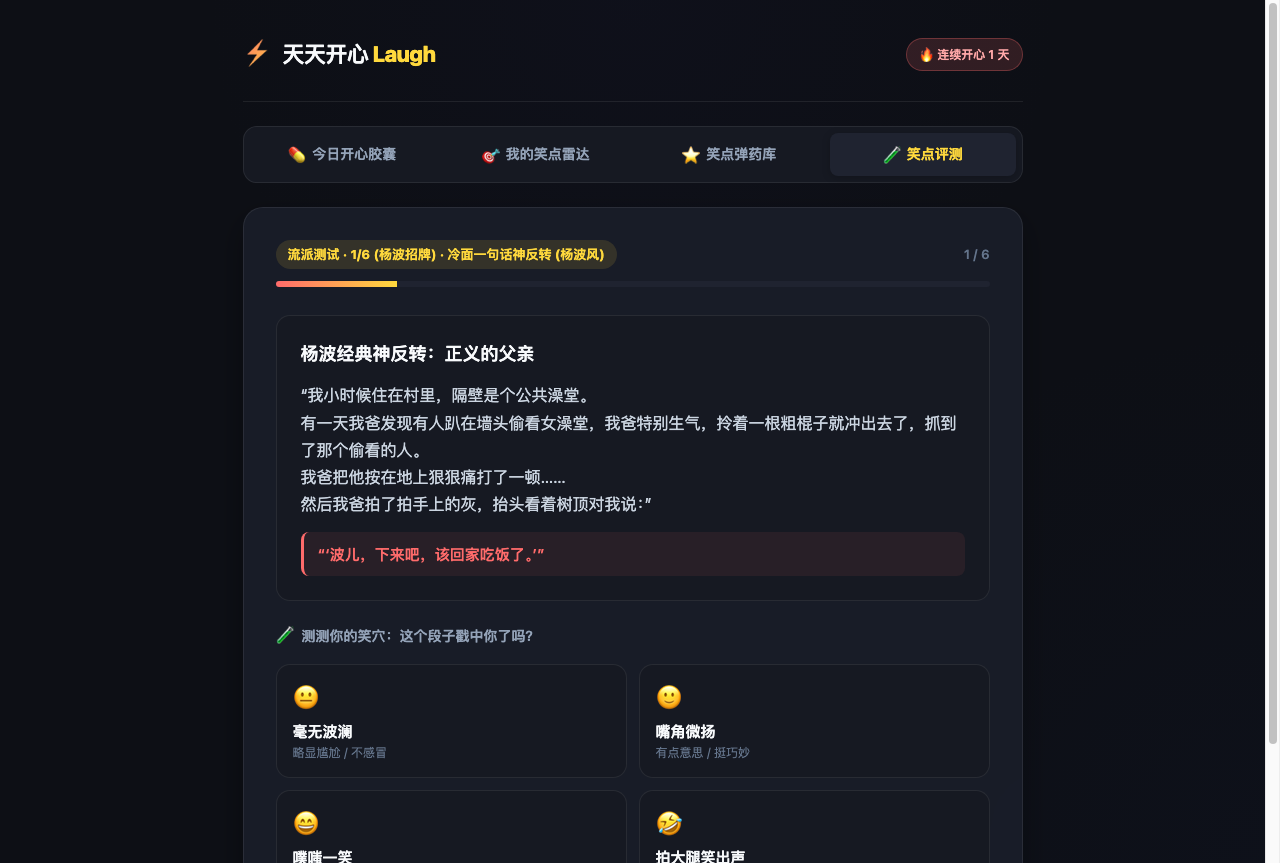 天天开心 Laugh
连续开心 1 天
今日开心胶囊
我的笑点雷达
笑点弹药库
笑点评测
流派测试 · 1/6 (杨波招牌) · 冷面一句话神反转 (杨波风)
1 / 6
杨波经典神反转：正义的父亲
“我小时候住在村里，隔壁是个公共澡堂。
有一天我爸发现有人趴在墙头偷看女澡堂，我爸特别生气，拎着一根粗棍子就冲出去了，抓到
了那个偷看的人。
我爸把他按在地上狠狠痛打了一顿……
然后我爸拍了拍手上的灰，抬头看着树顶对我说：”
“‘波儿，下来吧，该回家吃饭了。’”
测测你的笑穴：这个段子戳中你了吗?
毫无波澜
略显尴尬 / 不感冒
嘴角微扬
有点意思 / 挺巧妙
噗嗤一笑
拍大腿笑出声